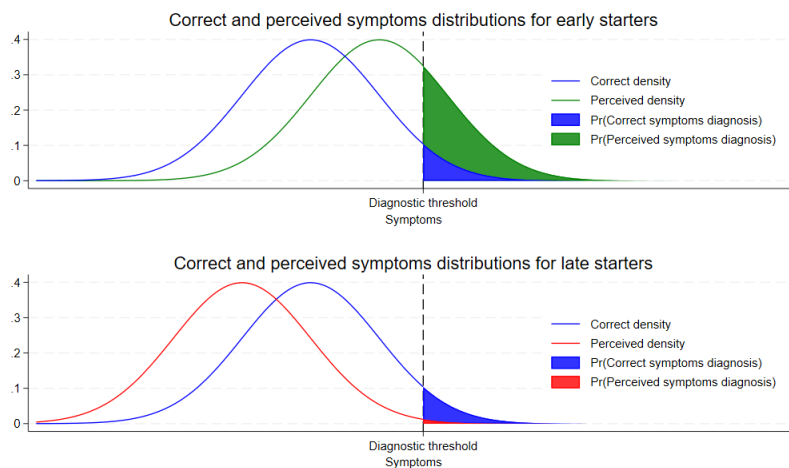 Correct and perceived symptoms distributions for early starters
.4
.3
.2
.1
0
Correct density
Perceived density
Pr(Correct symptoms diagnosis)
Pr(Perceived symptoms diagnosis)
Diagnostic threshold
Symptoms
Correct and perceived symptoms distributions for late starters
.4
.3
.2
.1
0
Correct density
Perceived density
Pr(Correct symptoms diagnosis)
Pr(Perceived symptoms diagnosis)
Diagnostic threshold
Symptoms